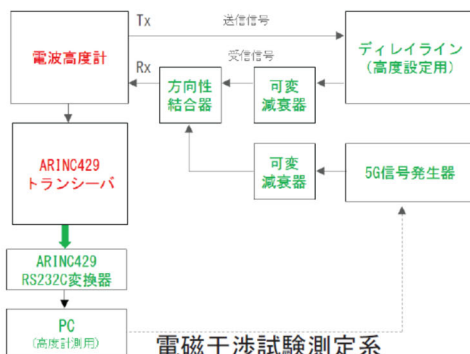 Tx
送信信号
電波高度計
ディレイライン
(高度設定用)
Rx
受信信号
方向性
結合器
可変
減衰器
ARINC429
トランシーバ
可変
減衰器
5G信号発生器
ARINC429
RS232C変換器
PC
(高度計測用)
電磁干渉試験測定系